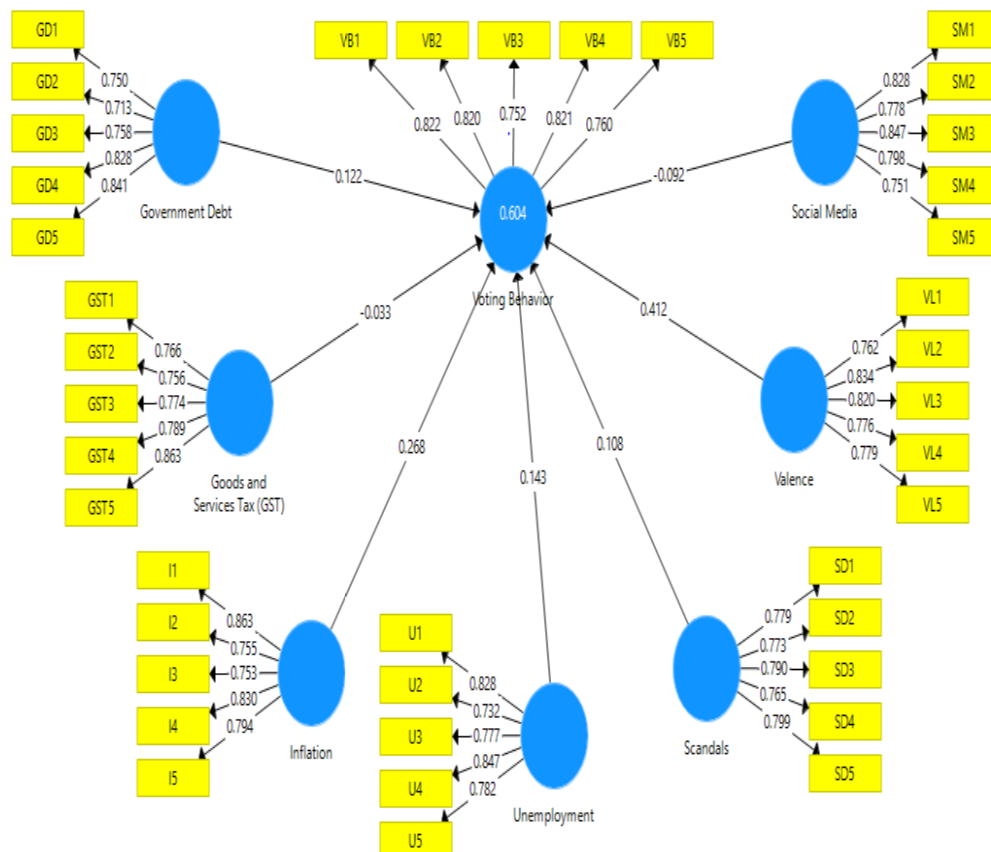 GD1
GD2
GD3
GD4
GD5
0.750
0.713
0.758
0.828
0.841
Government Debt
0.122
VB1
VB2
VB3
VB4
VB5
0.822
0.820
0.752
0.821
0.760
0.604
Voting Behavior
SM1
SM2
SM3
SM4
SM5
0.828
0.778
0.847
0.798
0.751
Social Media
-0.092
GST1
GST2
GST3
GST4
GST5
0.766
0.756
0.774
0.789
0.863
Goods and
Services Tax (GST)
-0.033
VL1
VL2
VL3
VL4
VL5
0.762
0.834
0.820
0.776
0.779
Valence
0.412
I1
I2
I3
I4
I5
0.863
0.755
0.753
0.830
0.794
Inflation
0.268
U1
U2
U3
U4
U5
0.828
0.732
0.777
0.847
0.782
Unemployment
0.143
SD1
SD2
SD3
SD4
SD5
0.779
0.773
0.790
0.765
0.799
Scandals
0.108